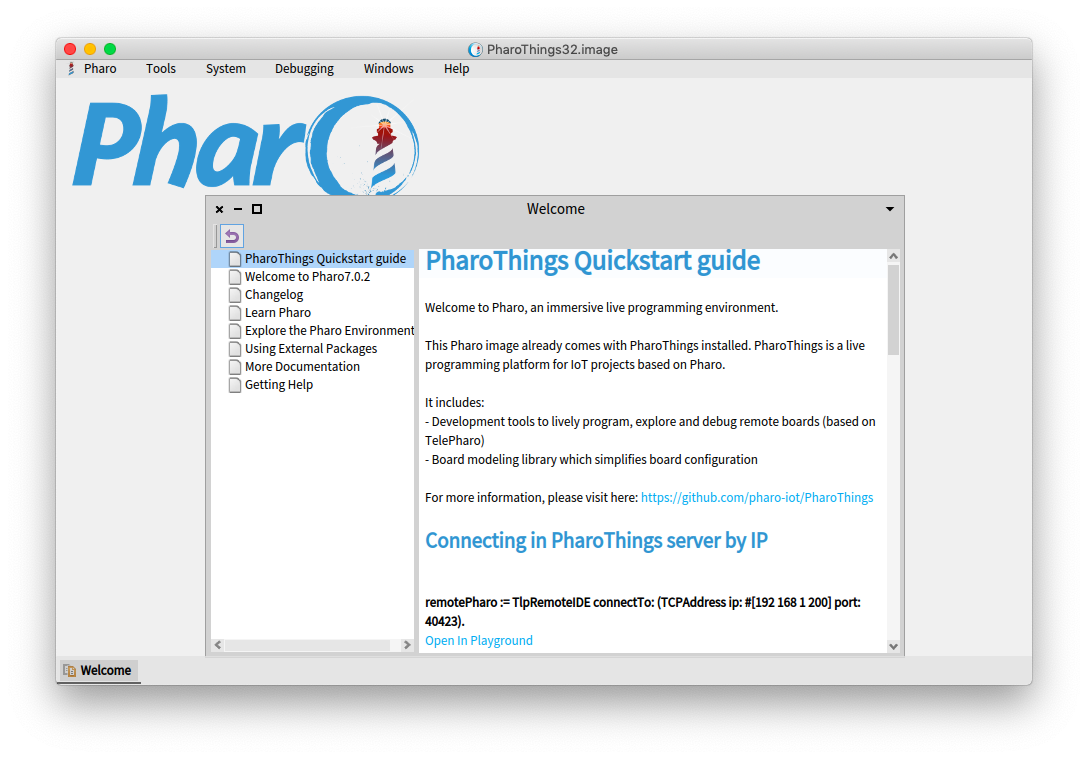 PharoThings32.image
Pharo Tools System Debugging Windows Help
Pharo
Welcome
PharoThings Quickstart guide
Welcome to Pharo7.0.2
Changelog
Learn Pharo
Explore the Pharo Environment
Using External Packages
More Documentation
Getting Help
PharoThings Quickstart guide
Welcome to Pharo, an immersive live programming environment.
This Pharo image already comes with PharoThings installed. PharoThings is a live
programming platform for IoT projects based on Pharo.
It includes:
- Development tools to lively program, explore and debug remote boards (based on
TelePharo)
- Board modeling library which simplifies board configuration
For more information, please visit here: https://github.com/pharo-iot/PharoThings
Connecting in PharoThings server by IP
remotePharo := TlpRemoteIDE connectTo: (TCPAddress ip: #[192 168 1 200] port:
40423).
Open In Playground
Welcome